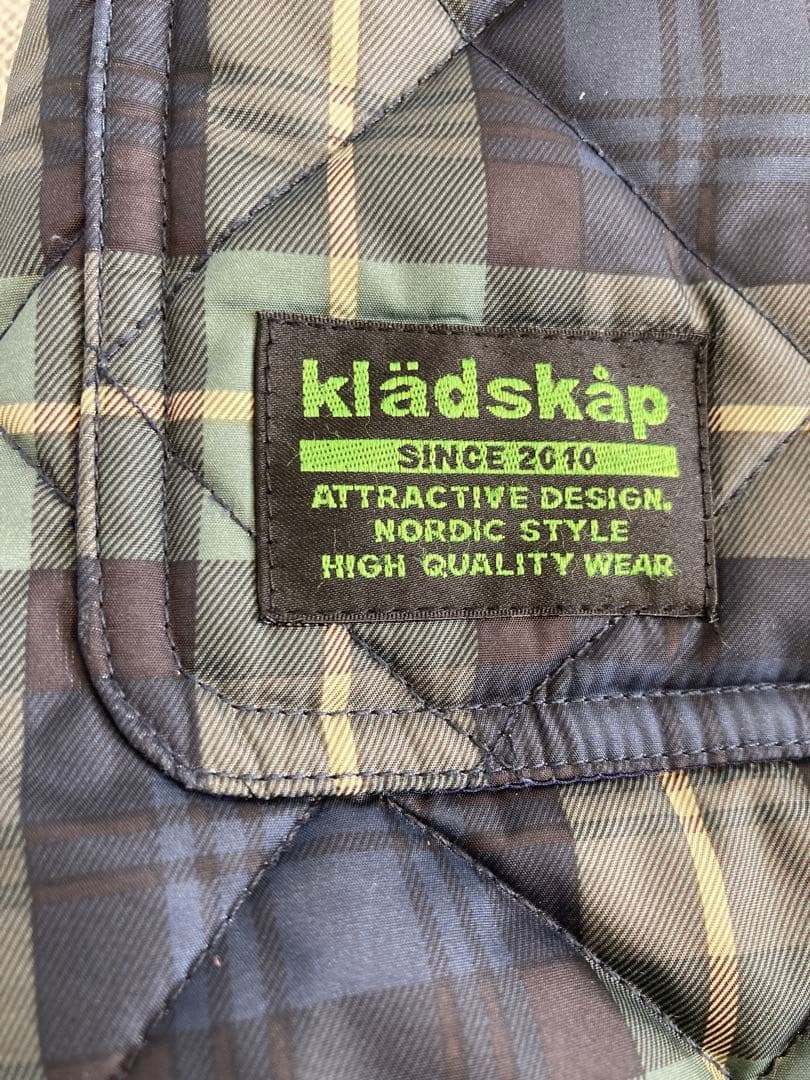 klädskåp
SINCE 2010
ATTRACTIVE DESIGN.
NORDIC STYLE
HIGH QUALITY WEAR